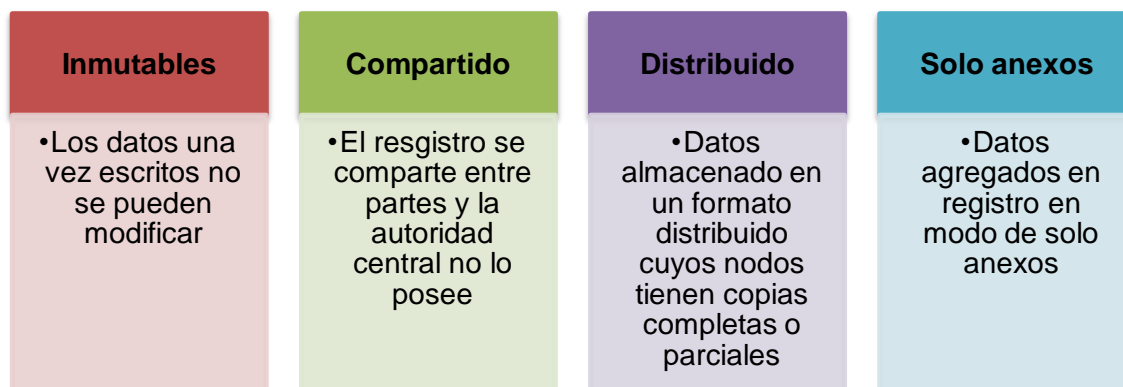 Inmutables
•Los datos una
vez escritos no
se pueden
modificar
Compartido
•El resgistro se
comparte entre
partes y la
autoridad
central no lo
posee
Distribuido
•Datos
almacenado en
un formato
distribuido
cuyos nodos
tienen copias
completas o
parciales
Solo anexos
•Datos
agregados en
registro en
modo de solo
anexos